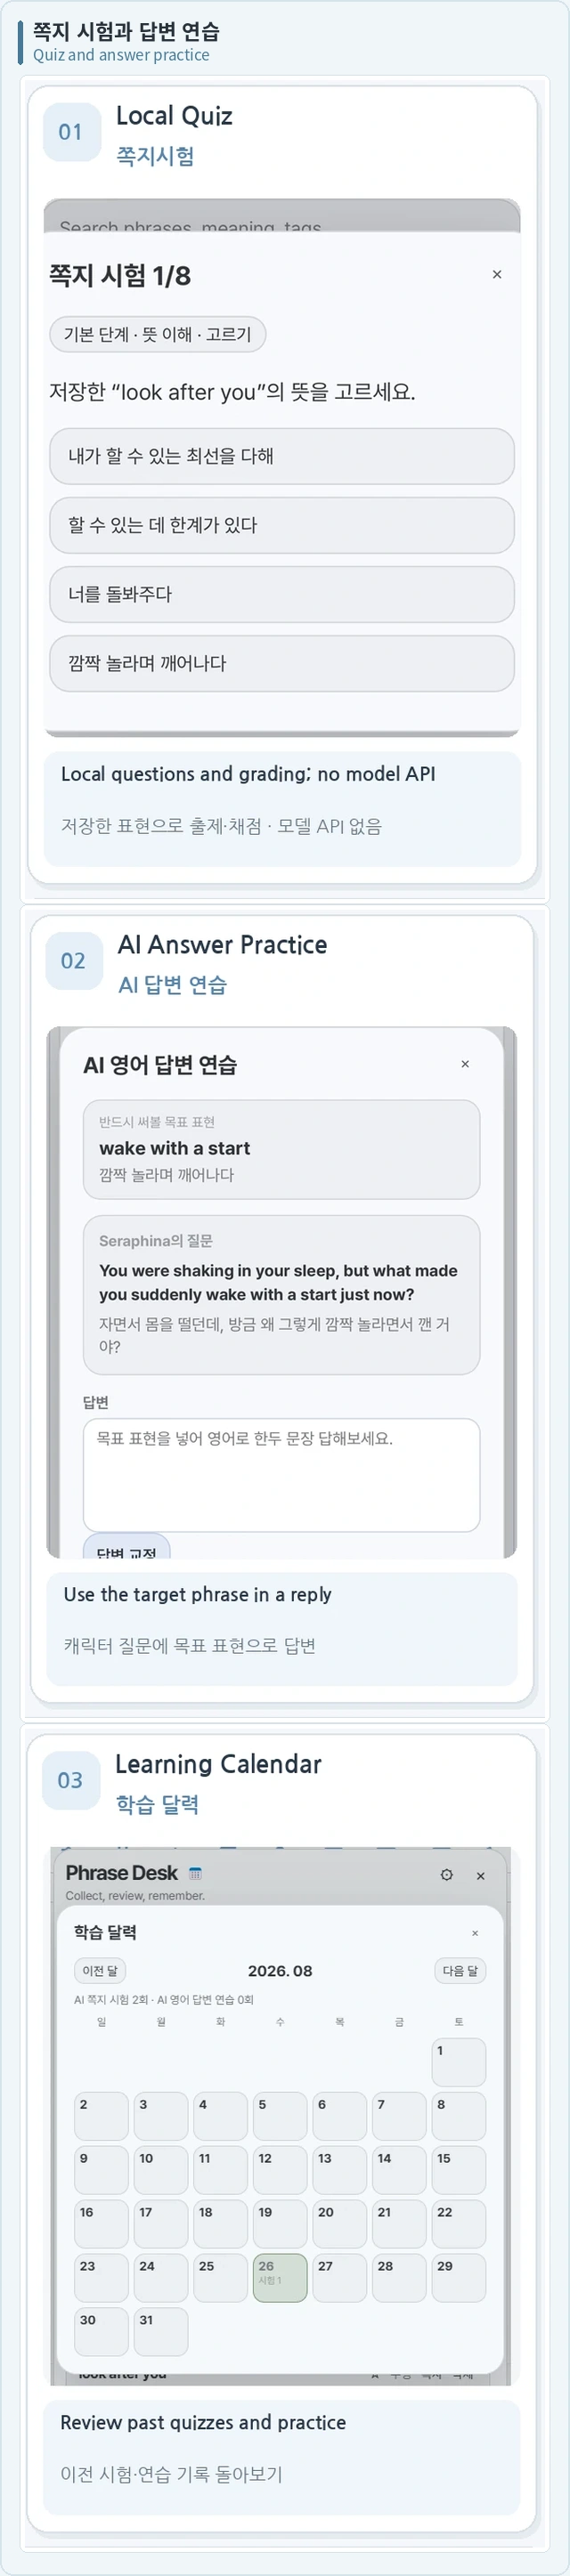 쪽지 시험과 답변 연습
Quiz and answer practice
01
Local Quiz
쪽지시험
Search phrases, meaning, tags
쪽지 시험 1/8
×
기본 단계 · 뜻 이해 · 고르기
저장한 “look after you”의 뜻을 고르세요.
내가 할 수 있는 최선을 다해
할 수 있는 데 한계가 있다
너를 돌봐주다
깜짝 놀라며 깨어나다
Local questions and grading; no model API
저장한 표현으로 출제·채점 · 모델 API 없음
02
AI Answer Practice
AI 답변 연습
AI 영어 답변 연습
×
반드시 써볼 목표 표현
wake with a start
깜짝 놀라며 깨어나다
Seraphina의 질문
You were shaking in your sleep, but what made
you suddenly wake with a start just now?
자면서 몸을 떨던데, 방금 왜 그렇게 깜짝 놀라면서 깬 거
야?
답변
목표 표현을 넣어 영어로 한두 문장 답해보세요.
답변 교정
Use the target phrase in a reply
캐릭터 질문에 목표 표현으로 답변
03
Learning Calendar
학습 달력
Phrase Desk
×
Collect, review, remember.
학습 달력
×
이전 달
2026. 08
다음 달
AI 쪽지 시험 2회 · AI 영어 답변 연습 0회
일 월 화 수 목 금 토
1
2 3 4 5 6 7 8
9 10 11 12 13 14 15
16 17 18 19 20 21 22
23 24 25 26 27 28 29
시험 1
30 31
look after you
Review past quizzes and practice
이전 시험·연습 기록 돌아보기